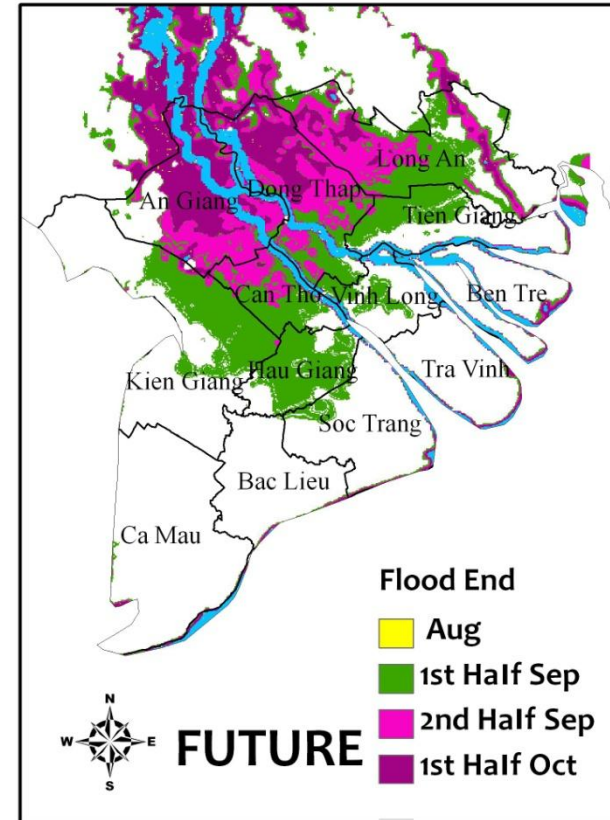 Long An
An Giang
Dong Thap
Tien Giang
Can Tho
Vinh Long
Ben Tre
Kien Giang
Hau Giang
Tra Vinh
Soc Trang
Bac Lieu
Ca Mau
Flood End
Aug
1st Half Sep
2nd Half Sep
1st Half Oct
N
W E
S
FUTURE